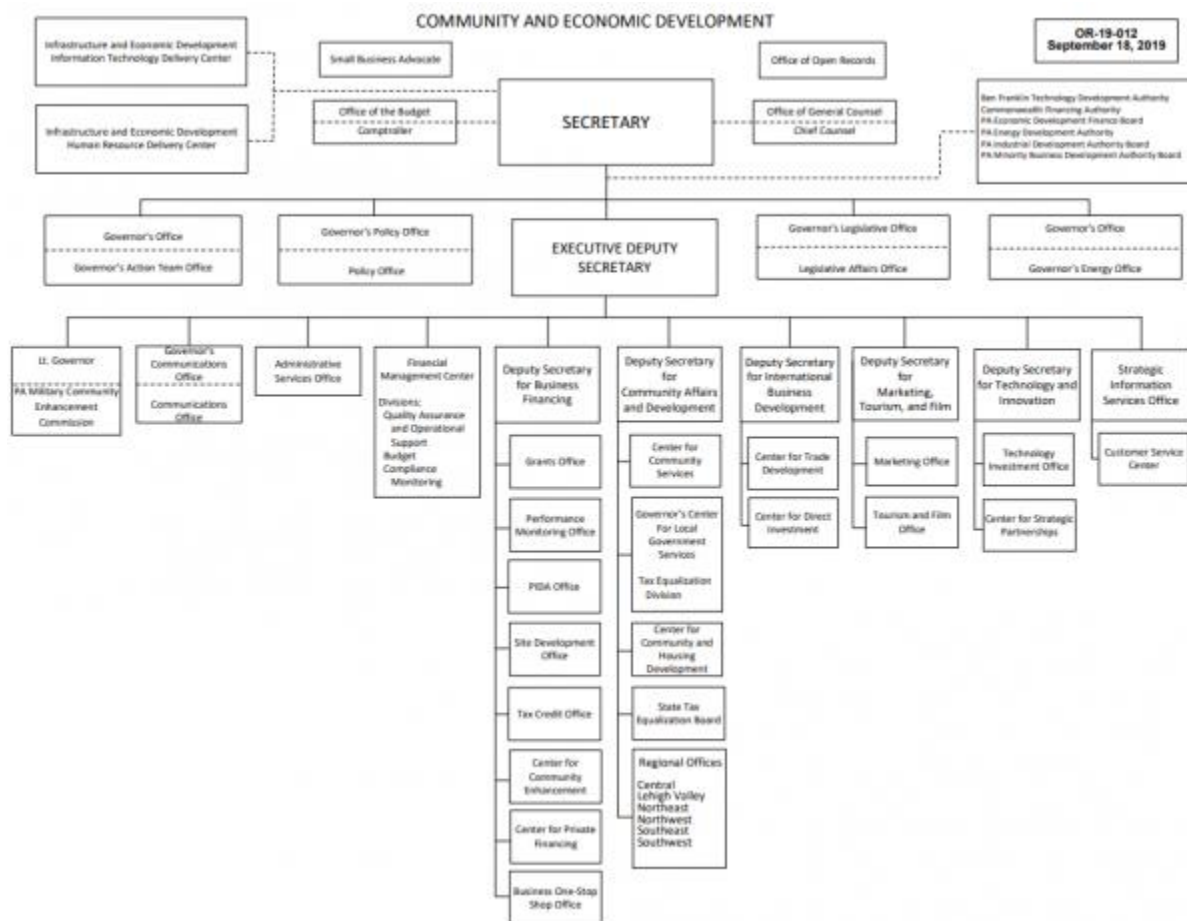 COMMUNITY AND ECONOMIC DEVELOPMENT
OR-19-012
September 18, 2019
Infrastructure and Economic Development
Information Technology Delivery Center
Small Business Advocate
Office of Open Records
Infrastructure and Economic Development
Human Resource Delivery Center
Office of the Budget
Comptroller
SECRETARY
Office of General Counsel
Chief Counsel
Ben Franklin Technology Development Authority
Commonwealth Financing Authority
PA Economic Development Finance Board
PA Energy Development Authority
PA Industrial Development Authority Board
PA Minority Business Development Authority Board
Governor's Office
Governor's Action Team Office
Governor's Policy Office
Policy Office
EXECUTIVE DEPUTY
SECRETARY
Governor's Legislative Office
Legislative Affairs Office
Governor's Office
Governor's Energy Office
Lt. Governor
PA Military Community
Enhancement
Commission
Governor's
Communications
Office
Communications
Office
Administrative
Services Office
Financial
Management Center
Divisions:
Quality Assurance
and Operational
Support
Budget
Compliance
Monitoring
Deputy Secretary
for Business
Financing
Grants Office
Performance
Monitoring Office
PIDA Office
Site Development
Office
Tax Credit Office
Center for
Community
Enhancement
Center for Private
Financing
Business One-Stop
Shop Office
Deputy Secretary
for
Community Affairs
and Development
Center for
Community
Services
Governor's Center
For Local
Government
Services
Tax Equalization
Division
Center for
Community and
Housing
Development
State Tax
Equalization Board
Regional Offices
Central
Lehigh Valley
Northeast
Northwest
Southeast
Southwest
Deputy Secretary
for International
Business
Development
Center for Trade
Development
Center for Direct
Investment
Deputy Secretary
for
Marketing,
Tourism, and Film
Marketing Office
Tourism and Film
Office
Deputy Secretary
for Technology and
Innovation
Technology
Investment Office
Center for Strategic
Partnerships
Strategic
Information
Services Office
Customer Service
Center